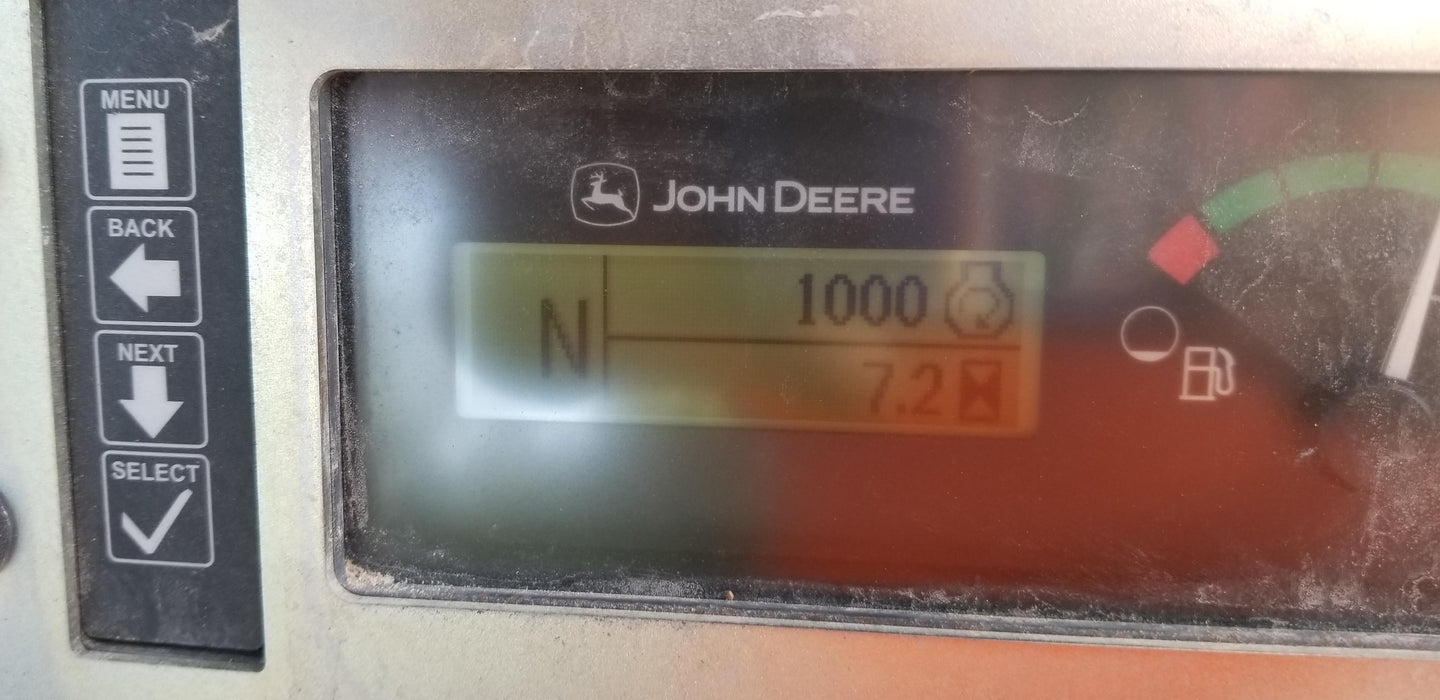 MENU
BACK
NEXT
SELECT
JOHN DEERE
N
1000
7.2